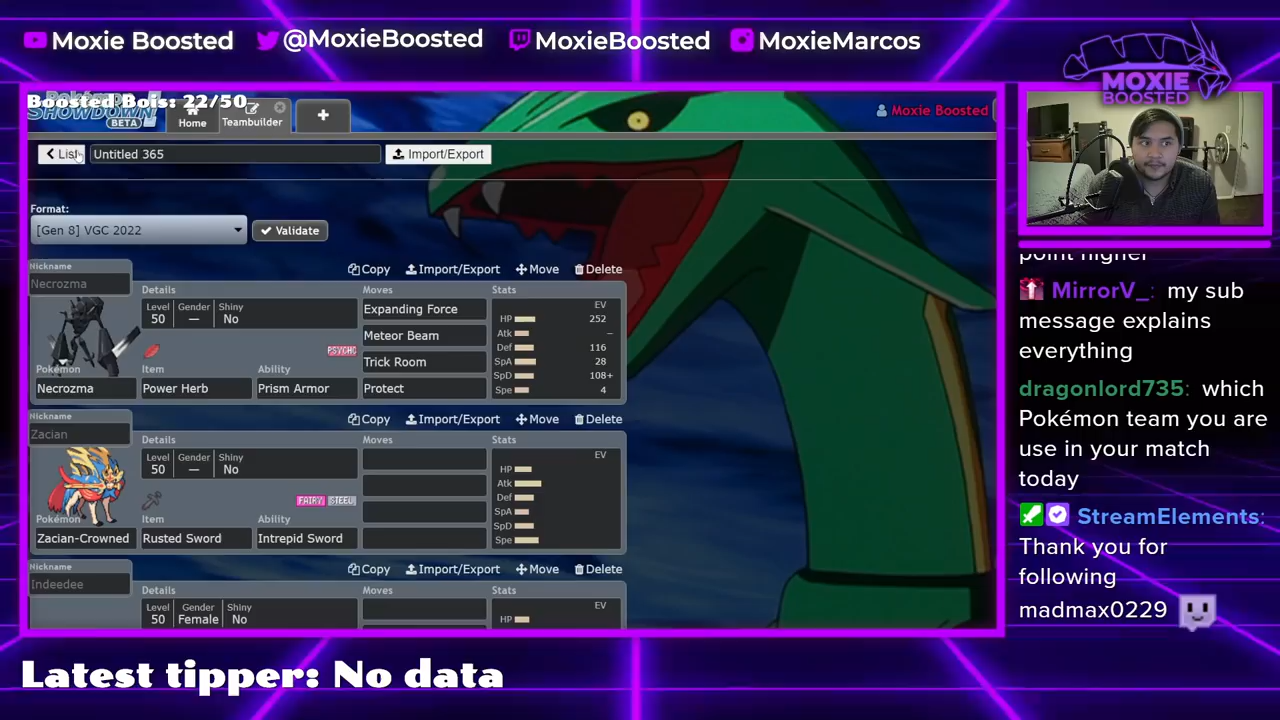 Moxie Boosted @MoxieBoosted MoxieBoosted MoxieMarcos
MOXIE
BOOSTED
Boosted Bois: 22/50
SHOWDOWN
BETA
Home
Teambuilder
+
Moxie Boosted
List
Untitled 365
Import/Export
Format:
[Gen 8] VGC 2022
Validate
Copy Import/Export Move Delete
Nickname
Necrozma
Details Moves Stats
Level Gender Shiny
50 — No
PSYCHC
Pokémon Item Ability
Necrozma Power Herb Prism Armor
Expanding Force
Meteor Beam
Trick Room
Protect
EV
HP 252
Atk –
Def 116
SpA 28
SpD 108+
Spe 4
Copy Import/Export Move Delete
Nickname
Zacian
Details Moves Stats
Level Gender Shiny
50 — No
FAIRY STEEL
Pokémon Item Ability
Zacian-Crowned Rusted Sword Intrepid Sword
EV
HP
Atk
Def
SpA
SpD
Spe
Copy Import/Export Move Delete
Nickname
Indeedee
Details Moves Stats
Level Gender Shiny
50 Female No
EV
HP
point higher
MirrorV_: my sub
message explains
everything
dragonlord735: which
Pokémon team you are
use in your match
today
StreamElements:
Thank you for
following
madmax0229
Latest tipper: No data